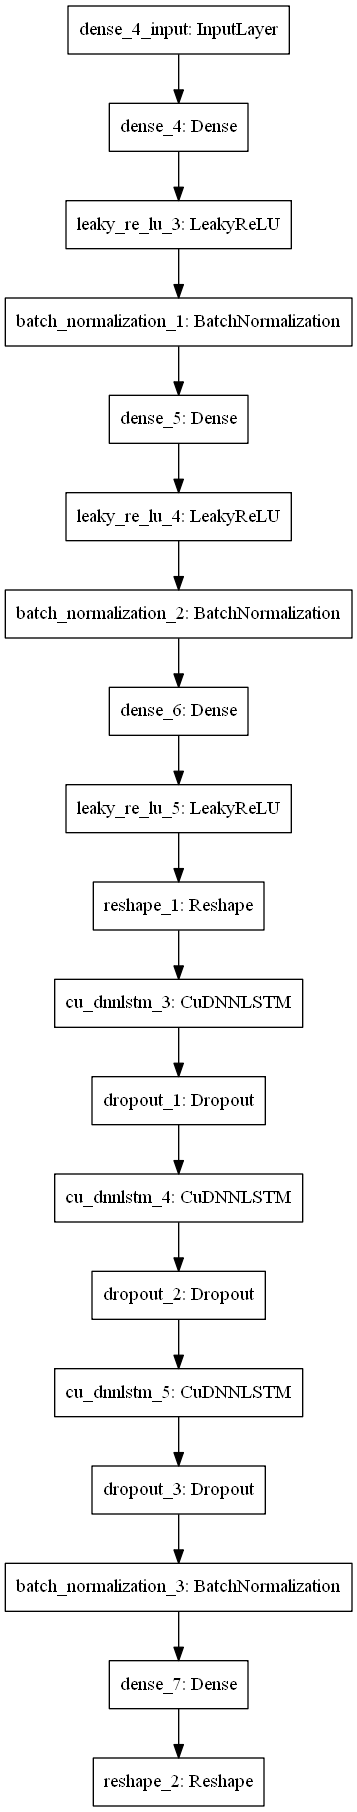 dense_4_input: InputLayer
dense_4: Dense
leaky_re_lu_3: LeakyReLU
batch_normalization_1: BatchNormalization
dense_5: Dense
leaky_re_lu_4: LeakyReLU
batch_normalization_2: BatchNormalization
dense_6: Dense
leaky_re_lu_5: LeakyReLU
reshape_1: Reshape
cu_dnnlstm_3: CuDNNLSTM
dropout_1: Dropout
cu_dnnlstm_4: CuDNNLSTM
dropout_2: Dropout
cu_dnnlstm_5: CuDNNLSTM
dropout_3: Dropout
batch_normalization_3: BatchNormalization
dense_7: Dense
reshape_2: Reshape